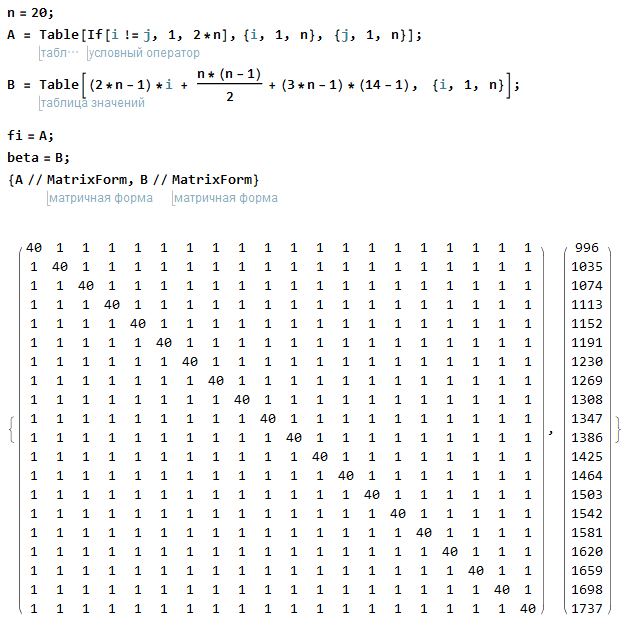 n = 20;
A = Table[If[i != j, 1, 2*n], {i, 1, n}, {j, 1, n}];
табл⋯ условный оператор
B = Table[(2*n - 1)*i + n*(n - 1)/2 + (3*n - 1)*(14 - 1), {i, 1, n}];
таблица значений
fi = A;
beta = B;
{A // MatrixForm, B // MatrixForm}
матричная форма матричная форма
40 1 1 1 1 1 1 1 1 1 1 1 1 1 1 1 1 1 1 1 996
1 40 1 1 1 1 1 1 1 1 1 1 1 1 1 1 1 1 1 1 1035
1 1 40 1 1 1 1 1 1 1 1 1 1 1 1 1 1 1 1 1 1074
1 1 1 40 1 1 1 1 1 1 1 1 1 1 1 1 1 1 1 1 1113
1 1 1 1 40 1 1 1 1 1 1 1 1 1 1 1 1 1 1 1 1152
1 1 1 1 1 40 1 1 1 1 1 1 1 1 1 1 1 1 1 1 1191
1 1 1 1 1 1 40 1 1 1 1 1 1 1 1 1 1 1 1 1 1230
1 1 1 1 1 1 1 40 1 1 1 1 1 1 1 1 1 1 1 1 1269
1 1 1 1 1 1 1 1 40 1 1 1 1 1 1 1 1 1 1 1 1308
1 1 1 1 1 1 1 1 1 40 1 1 1 1 1 1 1 1 1 1 1347
{ 1 1 1 1 1 1 1 1 1 1 40 1 1 1 1 1 1 1 1 1 , 1386 }
1 1 1 1 1 1 1 1 1 1 1 40 1 1 1 1 1 1 1 1 1425
1 1 1 1 1 1 1 1 1 1 1 1 40 1 1 1 1 1 1 1 1464
1 1 1 1 1 1 1 1 1 1 1 1 1 40 1 1 1 1 1 1 1503
1 1 1 1 1 1 1 1 1 1 1 1 1 1 40 1 1 1 1 1 1542
1 1 1 1 1 1 1 1 1 1 1 1 1 1 1 40 1 1 1 1 1581
1 1 1 1 1 1 1 1 1 1 1 1 1 1 1 1 40 1 1 1 1620
1 1 1 1 1 1 1 1 1 1 1 1 1 1 1 1 1 40 1 1 1659
1 1 1 1 1 1 1 1 1 1 1 1 1 1 1 1 1 1 40 1 1698
1 1 1 1 1 1 1 1 1 1 1 1 1 1 1 1 1 1 1 40 1737